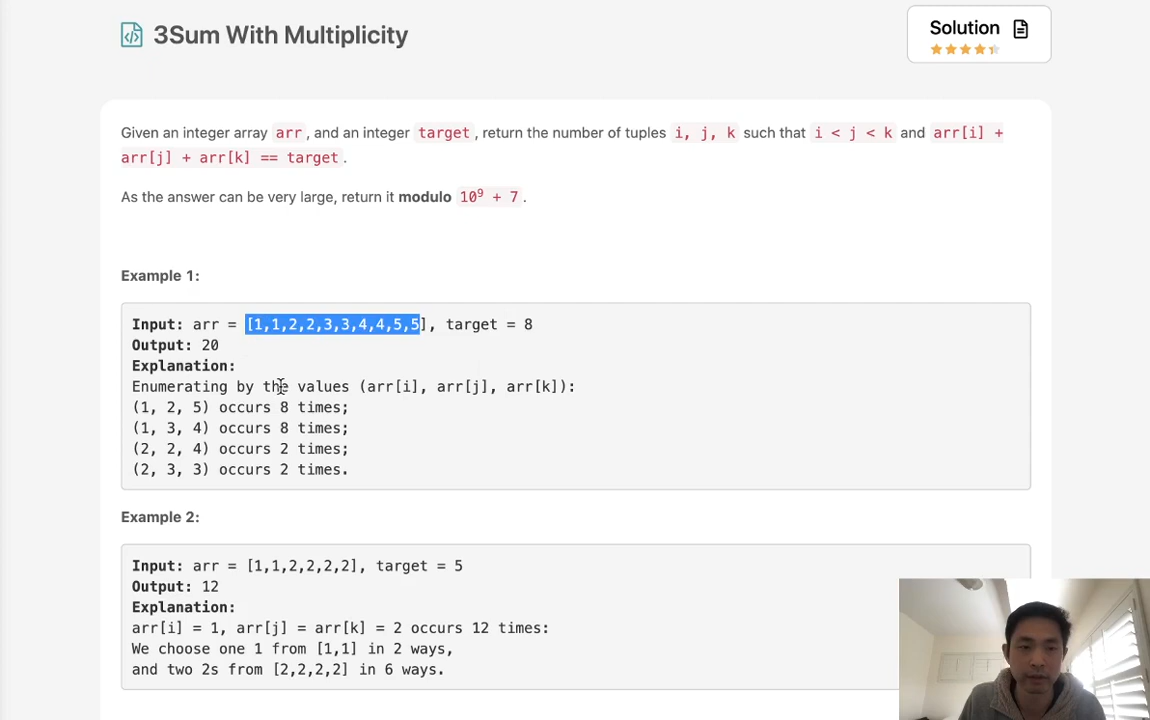 3Sum With Multiplicity
Solution
Given an integer array arr, and an integer target, return the number of tuples i, j, k such that i < j < k and arr[i] +
arr[j] + arr[k] == target.
As the answer can be very large, return it modulo 10⁹ + 7.
Example 1:
Input: arr = [1,1,2,2,3,3,4,4,5,5], target = 8
Output: 20
Explanation:
Enumerating by the values (arr[i], arr[j], arr[k]):
(1, 2, 5) occurs 8 times;
(1, 3, 4) occurs 8 times;
(2, 2, 4) occurs 2 times;
(2, 3, 3) occurs 2 times.
Example 2:
Input: arr = [1,1,2,2,2,2], target = 5
Output: 12
Explanation:
arr[i] = 1, arr[j] = arr[k] = 2 occurs 12 times:
We choose one 1 from [1,1] in 2 ways,
and two 2s from [2,2,2,2] in 6 ways.